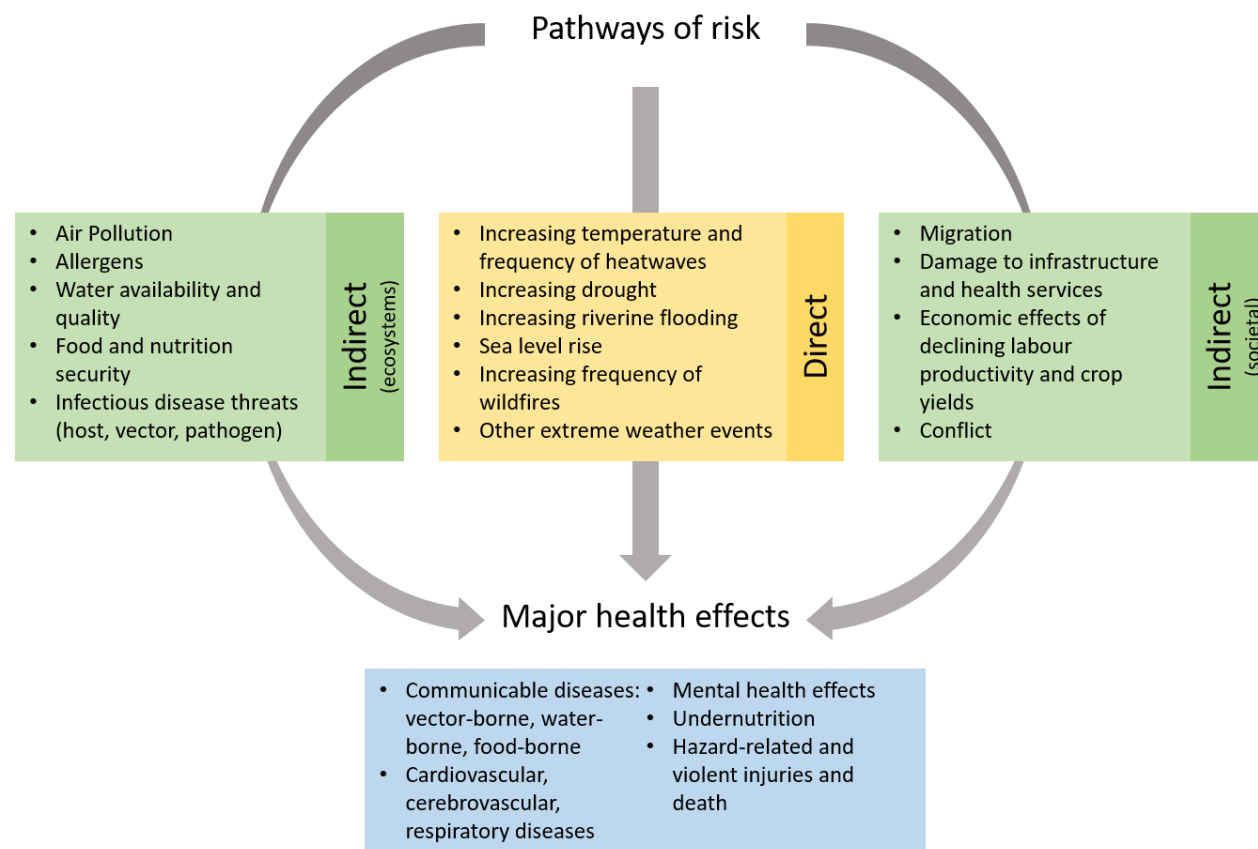 Pathways of risk
• Air Pollution
• Allergens
• Water availability and
quality
• Food and nutrition
security
• Infectious disease threats
(host, vector, pathogen)
Indirect
(ecosystems)
• Increasing temperature and
frequency of heatwaves
• Increasing drought
• Increasing riverine flooding
• Sea level rise
• Increasing frequency of
wildfires
• Other extreme weather events
Direct
• Migration
• Damage to infrastructure
and health services
• Economic effects of
declining labour
productivity and crop
yields
• Conflict
Indirect
(societal)
Major health effects
• Communicable diseases:
vector-borne, water-
borne, food-borne
• Cardiovascular,
cerebrovascular,
respiratory diseases
• Mental health effects
• Undernutrition
• Hazard-related and
violent injuries and
death